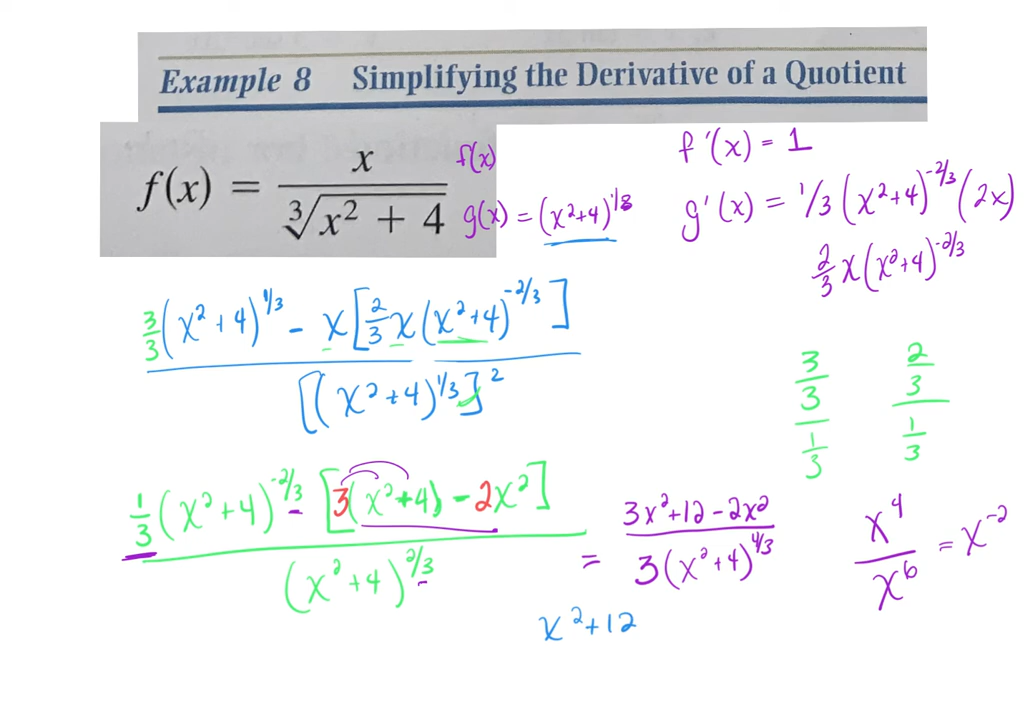 Example 8 Simplifying the Derivative of a Quotient
f(x) = x / ∛(x² + 4)
f(x)
g(x) = (x²+4)^1/3
f'(x) = 1
g'(x) = 1/3 (x²+4)^-2/3 (2x)
2/3 x(x²+4)^-2/3
3/3 (x² + 4)^1/3 - x[2/3 x(x²+4)^-2/3]
[(x²+4)^1/3]²
3/3 / 1/3
2/3 / 1/3
1/3 (x²+4)^-2/3 [3(x²+4) - 2x²]
(x²+4)^2/3
= 3x²+12-2x² / 3(x²+4)^4/3
x⁴ / x⁶ = x^-2
x²+12